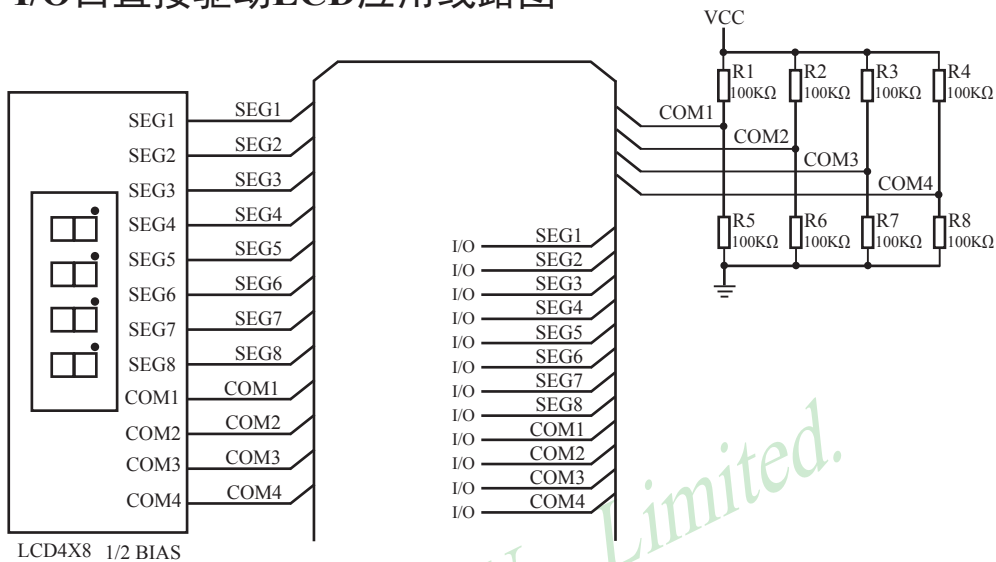 I/O口直接驱动LCD应用线路图
VCC
R1
100KΩ
R2
100KΩ
R3
100KΩ
R4
100KΩ
COM1
COM2
COM3
COM4
R5
100KΩ
R6
100KΩ
R7
100KΩ
R8
100KΩ
SEG1 SEG1
SEG2 SEG2
SEG3 SEG3
SEG4 SEG4
SEG5 SEG5
SEG6 SEG6
SEG7 SEG7
SEG8 SEG8
COM1 COM1
COM2 COM2
COM3 COM3
COM4 COM4
I/O SEG1
I/O SEG2
I/O SEG3
I/O SEG4
I/O SEG5
I/O SEG6
I/O SEG7
I/O SEG8
I/O COM1
I/O COM2
I/O COM3
I/O COM4
LCD4X8 1/2 BIAS
Limited.